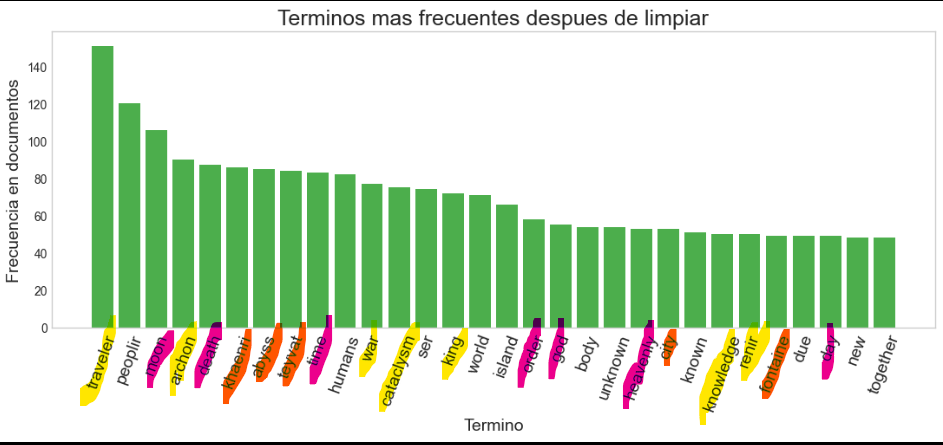 Terminos mas frecuentes despues de limpiar
Frecuencia en documentos
140
120
100
80
60
40
20
0
traveler
peoplir
moon
archon
death
khaenri
abyss
teyvat
time
humans
war
cataclysm
ser
king
world
island
order
god
body
unknown
heavenly
city
known
knowledge
renir
fontaine
due
day
new
together
Termino